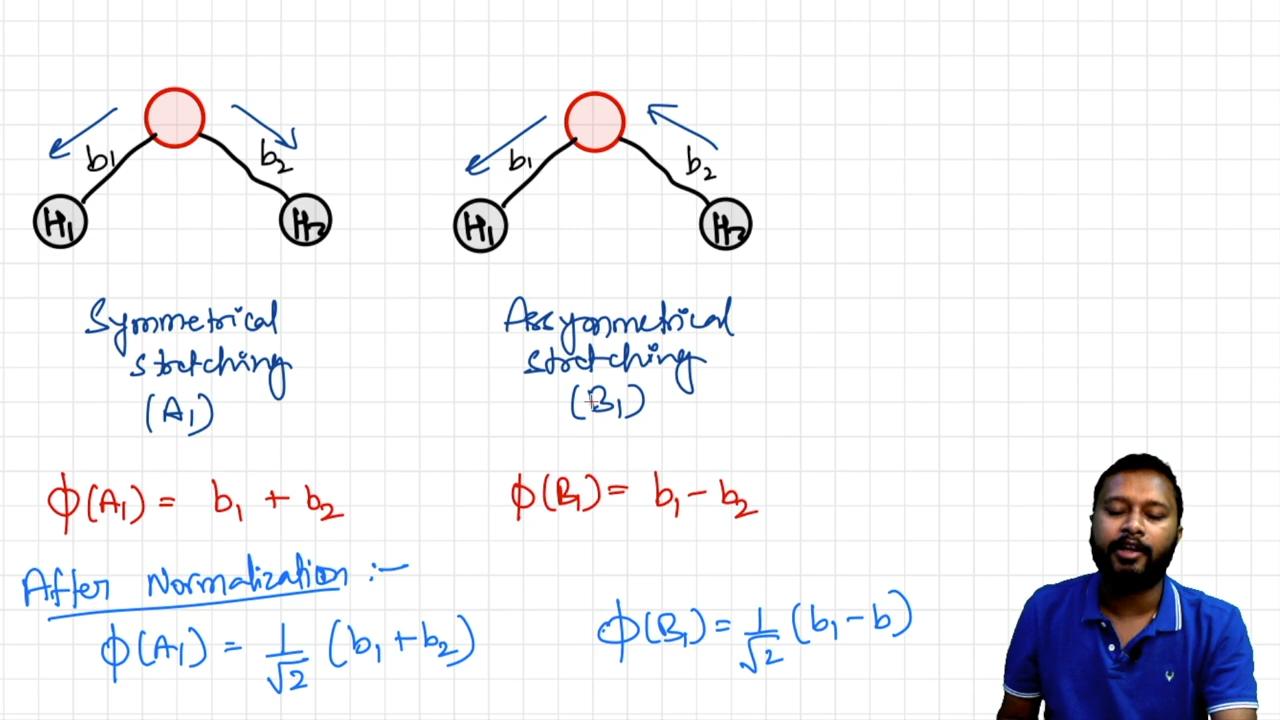 b₁ b₂ b₁ b₂
H₁ H₂ H₁ H₂
Symmetrical
stretching
(A₁)
Assymmetrical
stretching
(B₁)
ϕ(A₁) = b₁ + b₂
ϕ(B₁) = b₁ - b₂
After Normalization :-
ϕ(A₁) = 1/√2 (b₁ + b₂)
ϕ(B₁) = 1/√2 (b₁ - b)